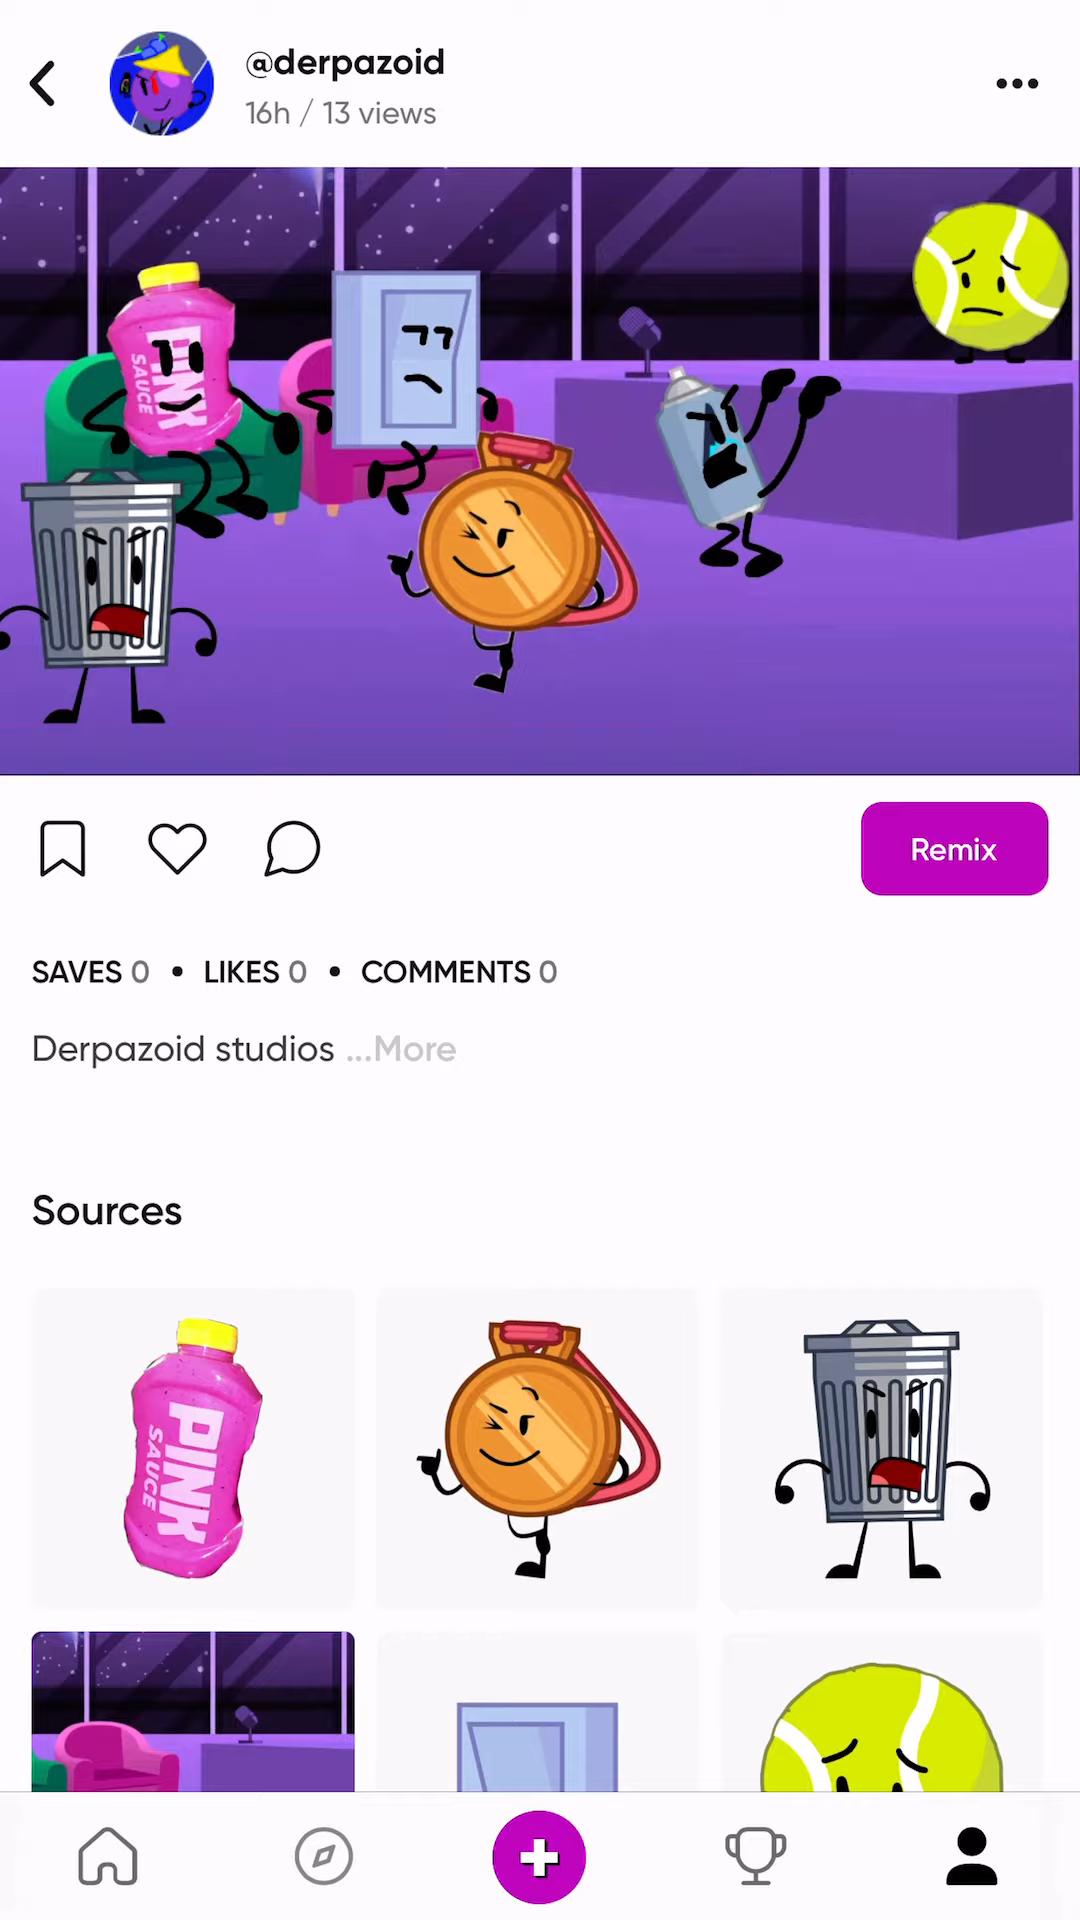 @derpazoid
16h / 13 views
PINK
SAUCE
Remix
SAVES 0 • LIKES 0 • COMMENTS 0
Derpazoid studios ...More
Sources
PINK
SAUCE